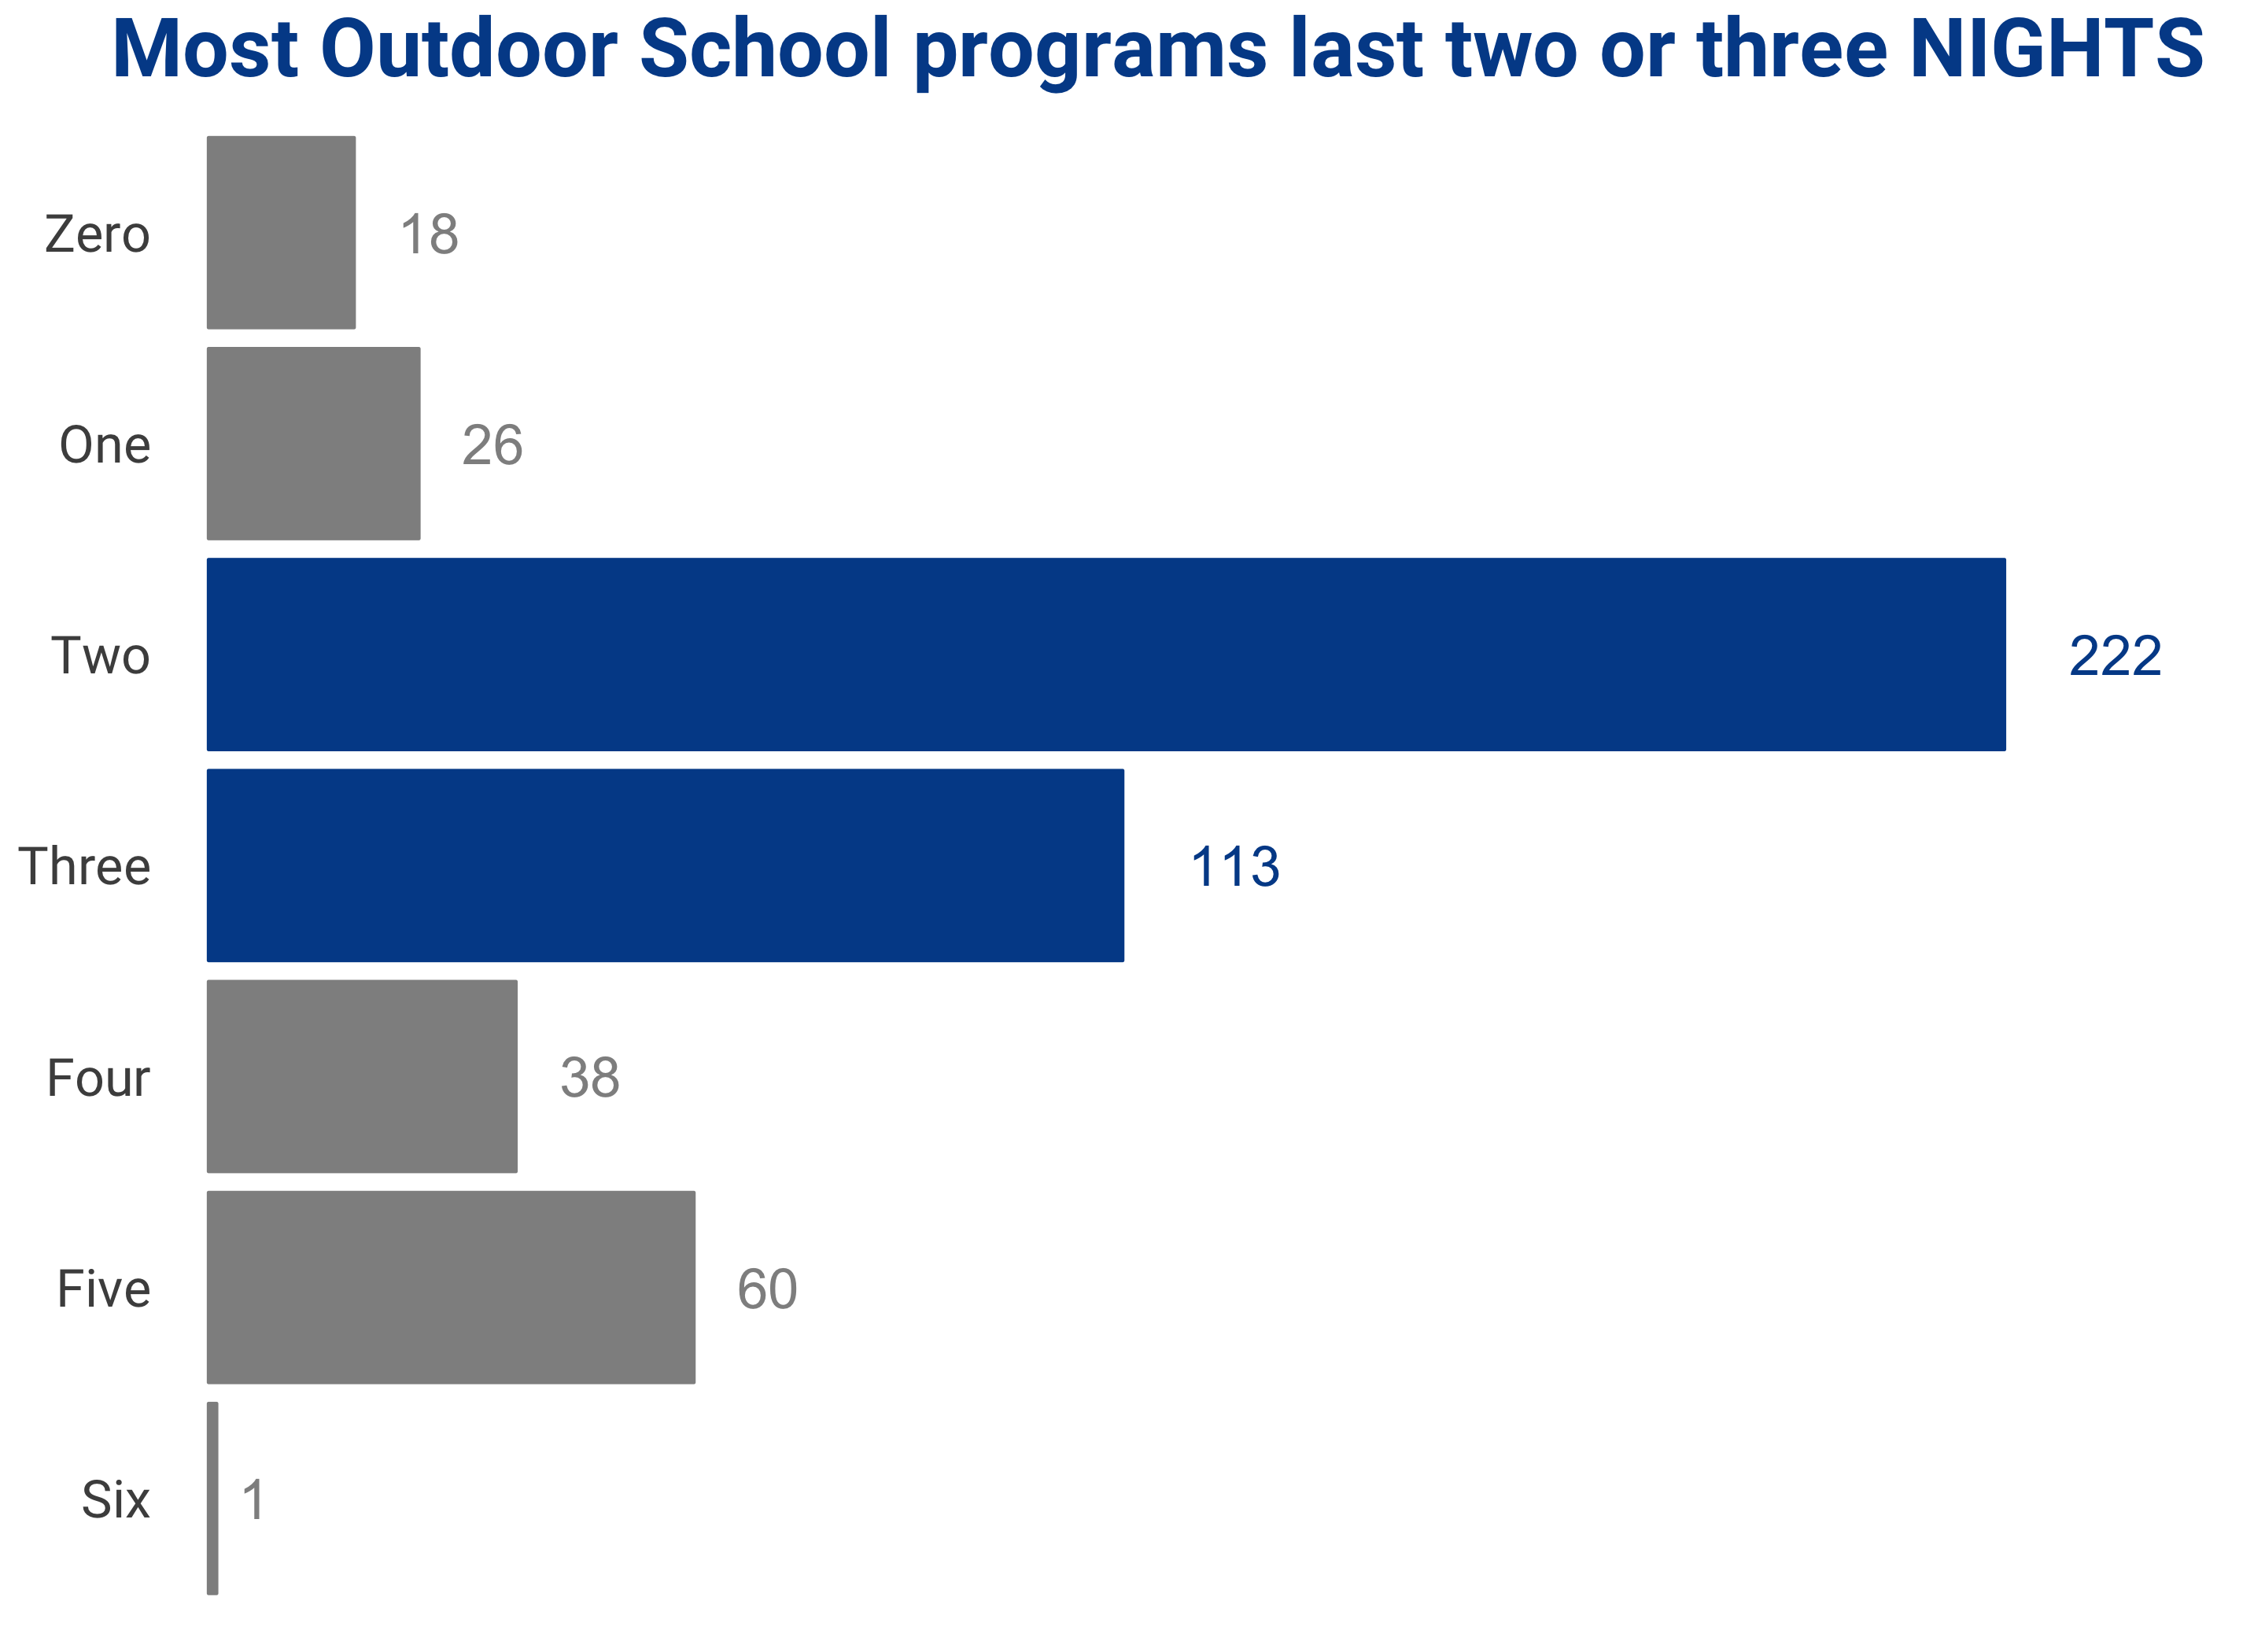 Most Outdoor School programs last two or three NIGHTS
Zero 18
One 26
Two 222
Three 113
Four 38
Five 60
Six 1